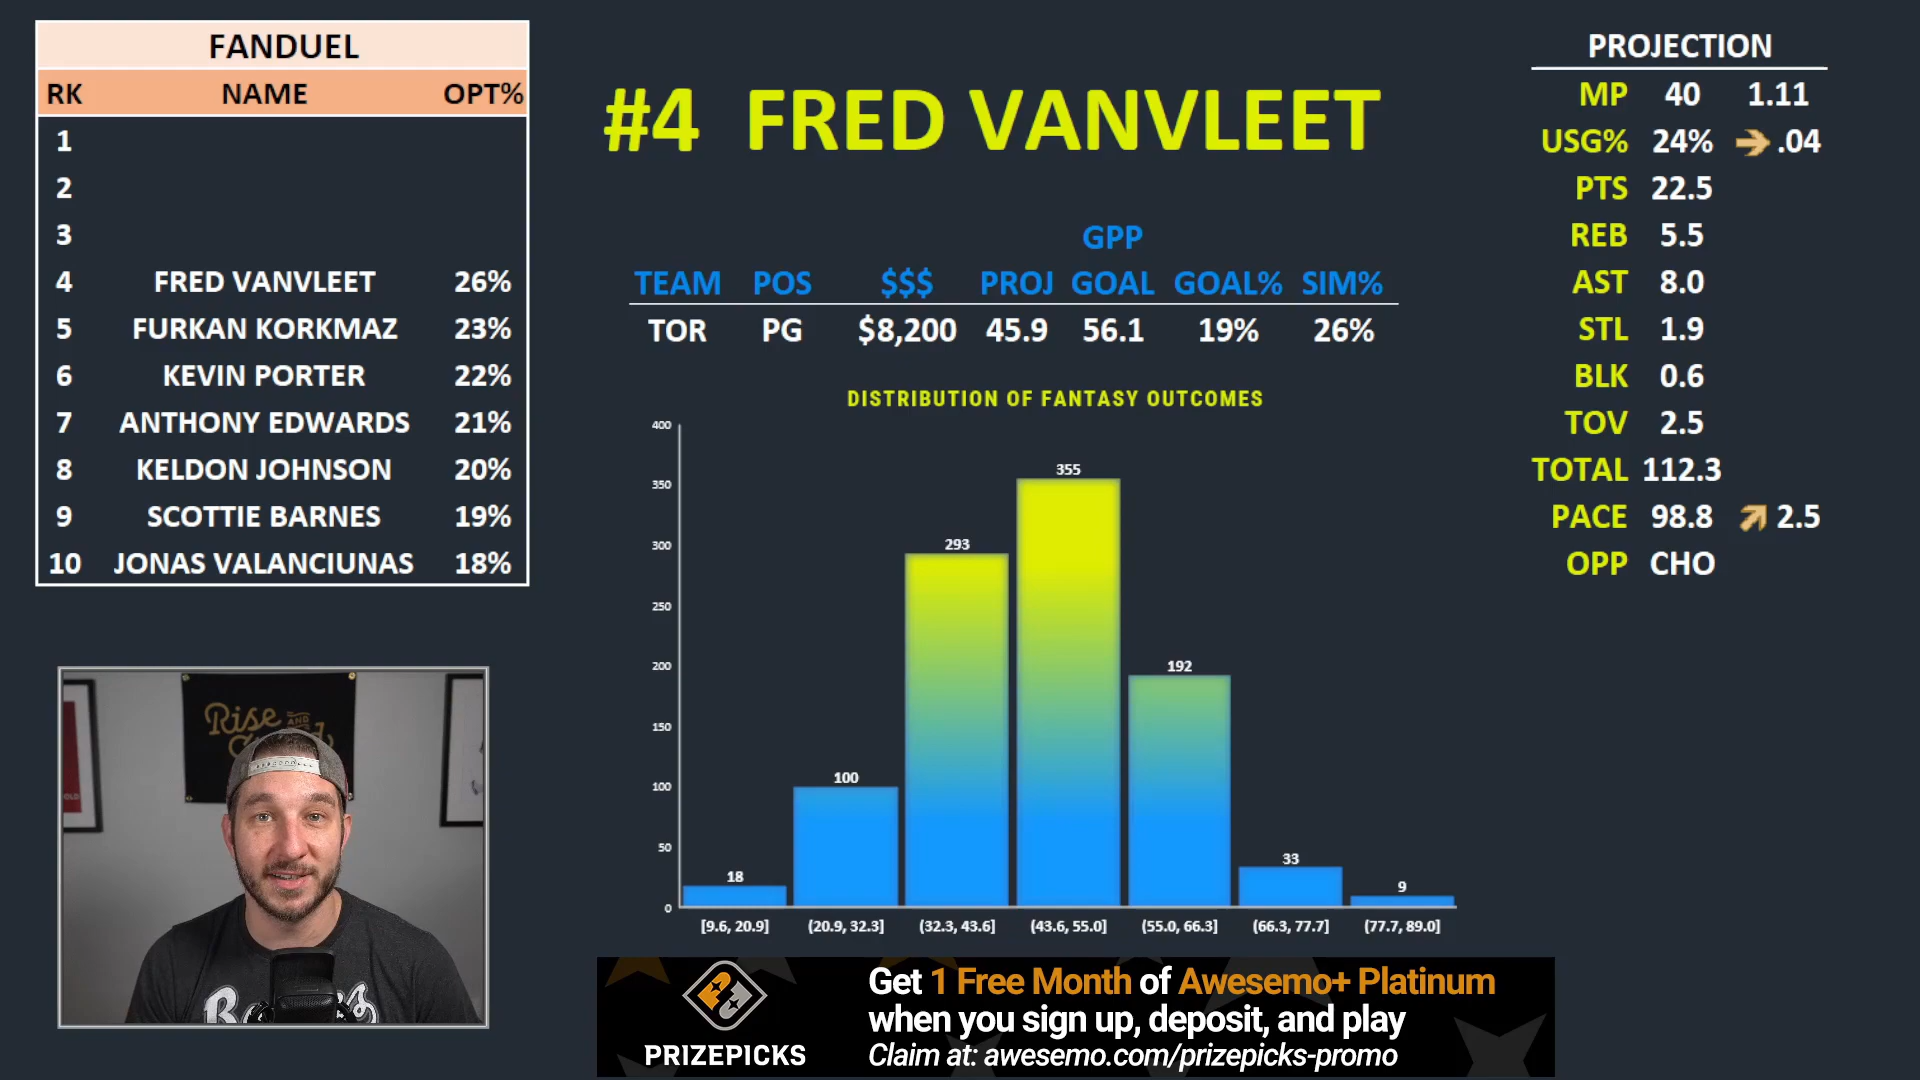 FANDUEL
RK NAME OPT%
1
2
3
4 FRED VANVLEET 26%
5 FURKAN KORKMAZ 23%
6 KEVIN PORTER 22%
7 ANTHONY EDWARDS 21%
8 KELDON JOHNSON 20%
9 SCOTTIE BARNES 19%
10 JONAS VALANCIUNAS 18%
#4 FRED VANVLEET
GPP
TEAM POS $$$ PROJ GOAL GOAL% SIM%
TOR PG $8,200 45.9 56.1 19% 26%
DISTRIBUTION OF FANTASY OUTCOMES
400
350
300
250
200
150
100
50
0
18
100
293
355
192
33
9
[9.6, 20.9] (20.9, 32.3] (32.3, 43.6] (43.6, 55.0] (55.0, 66.3] (66.3, 77.7] (77.7, 89.0]
PROJECTION
MP 40 1.11
USG% 24% .04
PTS 22.5
REB 5.5
AST 8.0
STL 1.9
BLK 0.6
TOV 2.5
TOTAL 112.3
PACE 98.8 2.5
OPP CHO
Rise AND
PRIZEPICKS
Get 1 Free Month of Awesemo+ Platinum
when you sign up, deposit, and play
Claim at: awesemo.com/prizepicks-promo